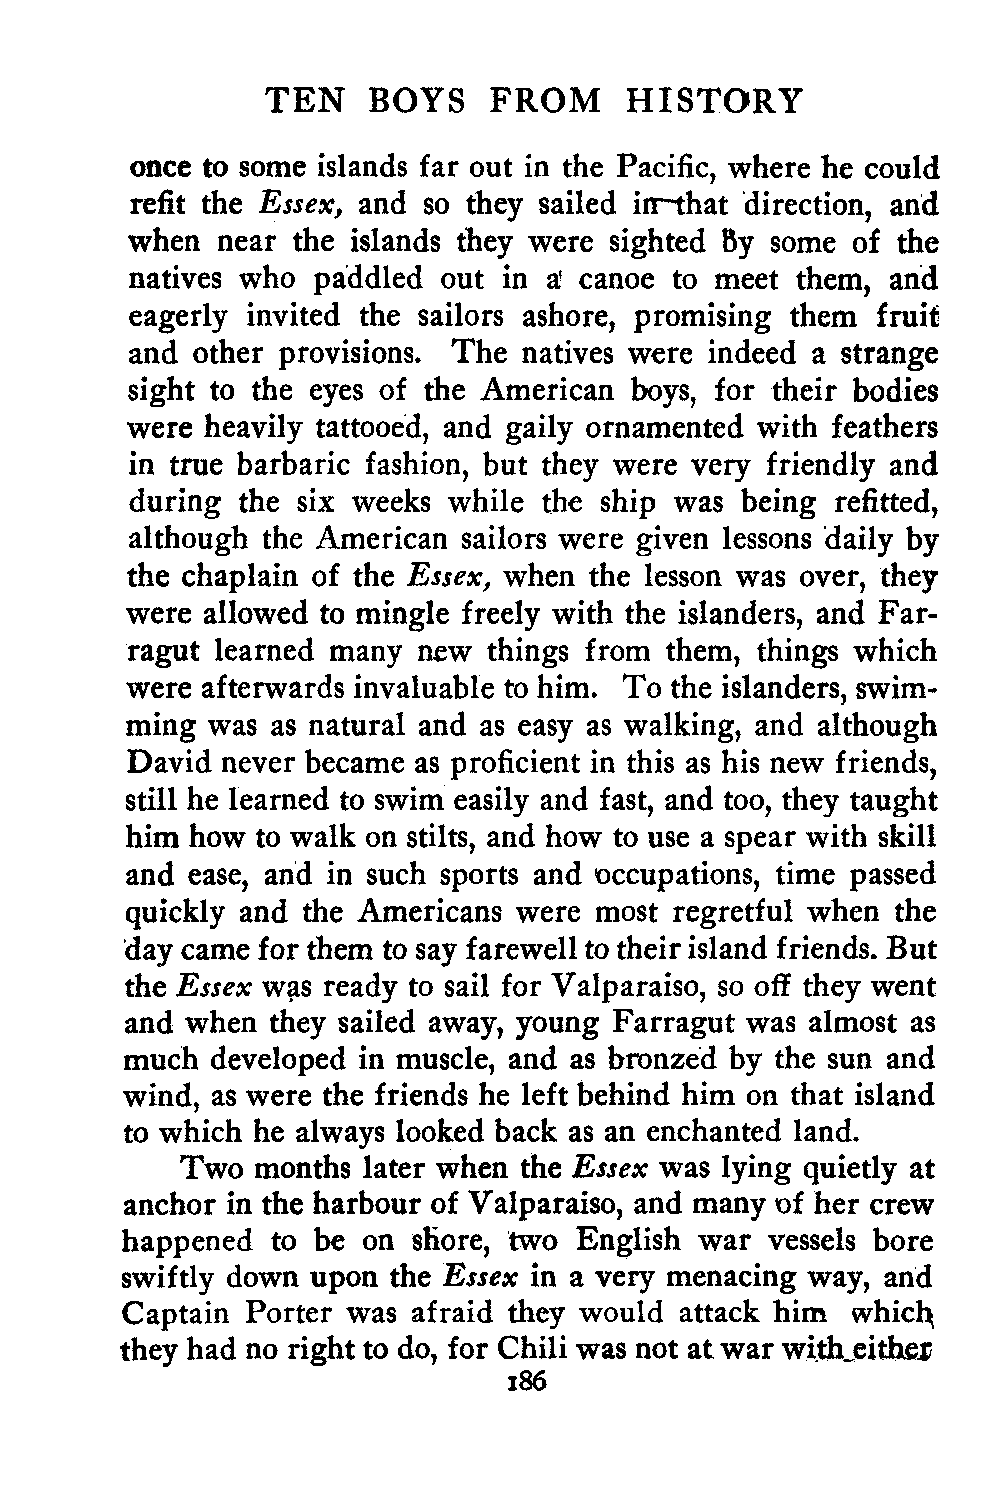 TEN BOYS FROM HISTORY
once to some islands far out in the Pacific, where he could
refit the Essex, and so they sailed in that direction, and
when near the islands they were sighted By some of the
natives who paddled out in a canoe to meet them, and
eagerly invited the sailors ashore, promising them fruit
and other provisions. The natives were indeed a strange
sight to the eyes of the American boys, for their bodies
were heavily tattooed, and gaily ornamented with feathers
in true barbaric fashion, but they were very friendly and
during the six weeks while the ship was being refitted,
although the American sailors were given lessons daily by
the chaplain of the Essex, when the lesson was over, they
were allowed to mingle freely with the islanders, and Far-
ragut learned many new things from them, things which
were afterwards invaluable to him. To the islanders, swim-
ming was as natural and as easy as walking, and although
David never became as proficient in this as his new friends,
still he learned to swim easily and fast, and too, they taught
him how to walk on stilts, and how to use a spear with skill
and ease, and in such sports and occupations, time passed
quickly and the Americans were most regretful when the
day came for them to say farewell to their island friends. But
the Essex was ready to sail for Valparaiso, so off they went
and when they sailed away, young Farragut was almost as
much developed in muscle, and as bronzed by the sun and
wind, as were the friends he left behind him on that island
to which he always looked back as an enchanted land.
Two months later when the Essex was lying quietly at
anchor in the harbour of Valparaiso, and many of her crew
happened to be on shore, two English war vessels bore
swiftly down upon the Essex in a very menacing way, and
Captain Porter was afraid they would attack him which
they had no right to do, for Chili was not at war with either
186